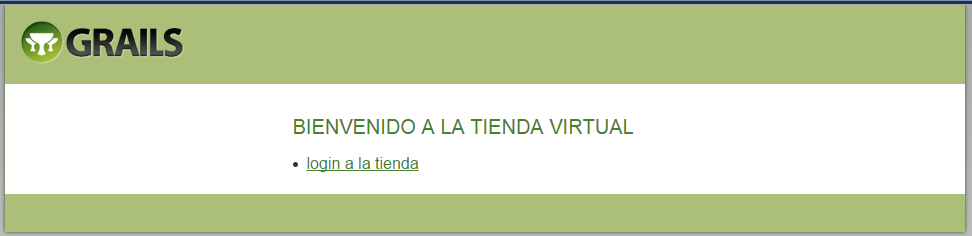 GRAILS
BIENVENIDO A LA TIENDA VIRTUAL
login a la tienda